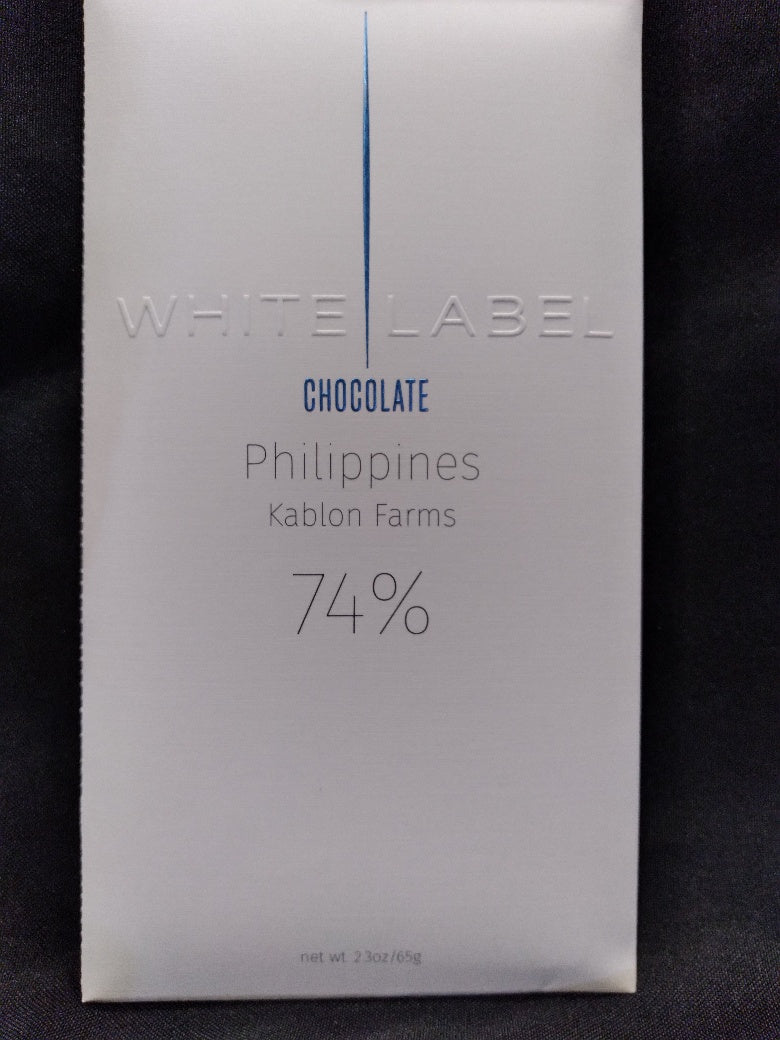 WHITE LABEL
CHOCOLATE
Philippines
Kablon Farms
74%
net wt 2.3oz/65g